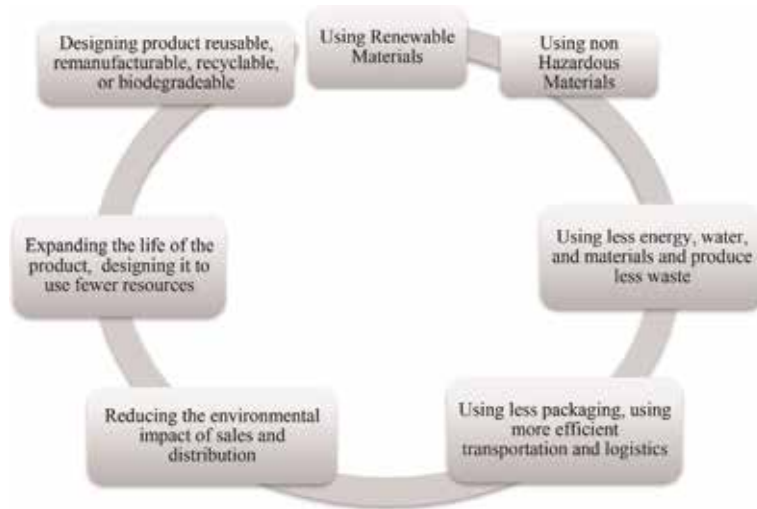 Using Renewable
Materials
Using non
Hazardous
Materials
Using less energy, water,
and materials and produce
less waste
Using less packaging, using
more efficient
transportation and logistics
Reducing the environmental
impact of sales and
distribution
Expanding the life of the
product, designing it to
use fewer resources
Designing product reusable,
remanufacturable, recyclable,
or biodegradeable